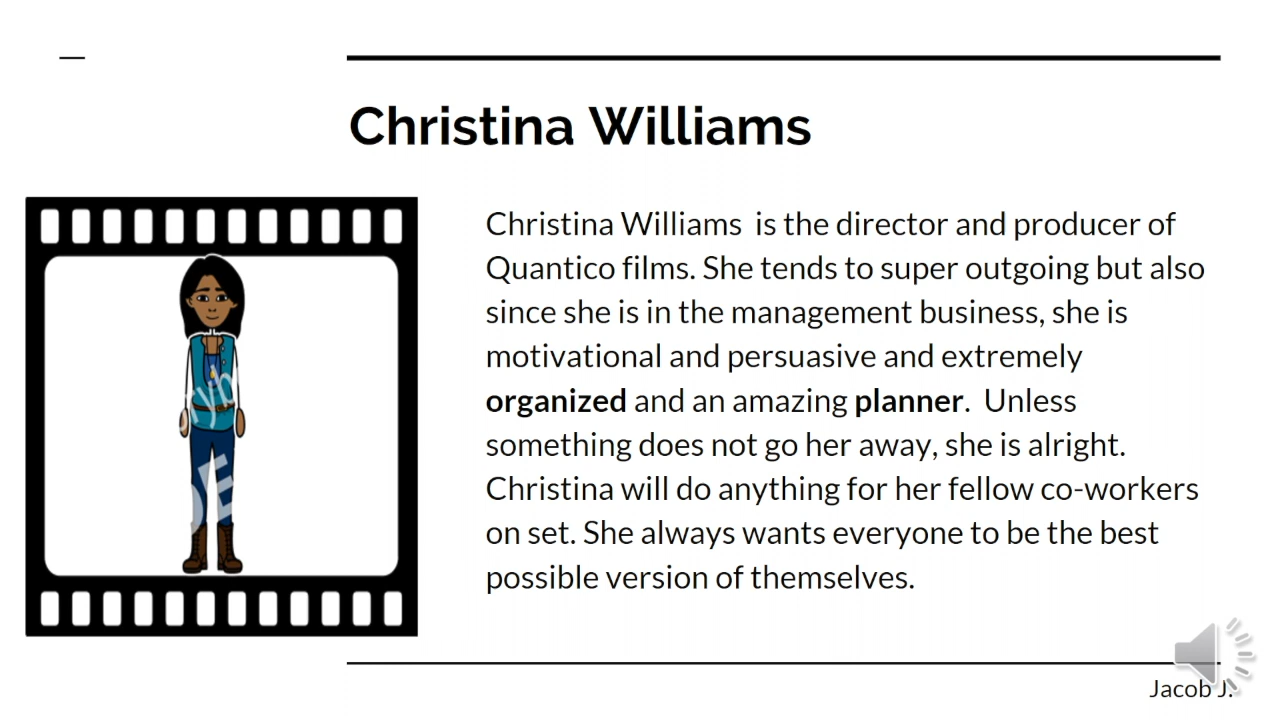 Christina Williams
Christina Williams is the director and producer of
Quantico films. She tends to super outgoing but also
since she is in the management business, she is
motivational and persuasive and extremely
organized and an amazing planner. Unless
something does not go her away, she is alright.
Christina will do anything for her fellow co-workers
on set. She always wants everyone to be the best
possible version of themselves.
Jacob J.